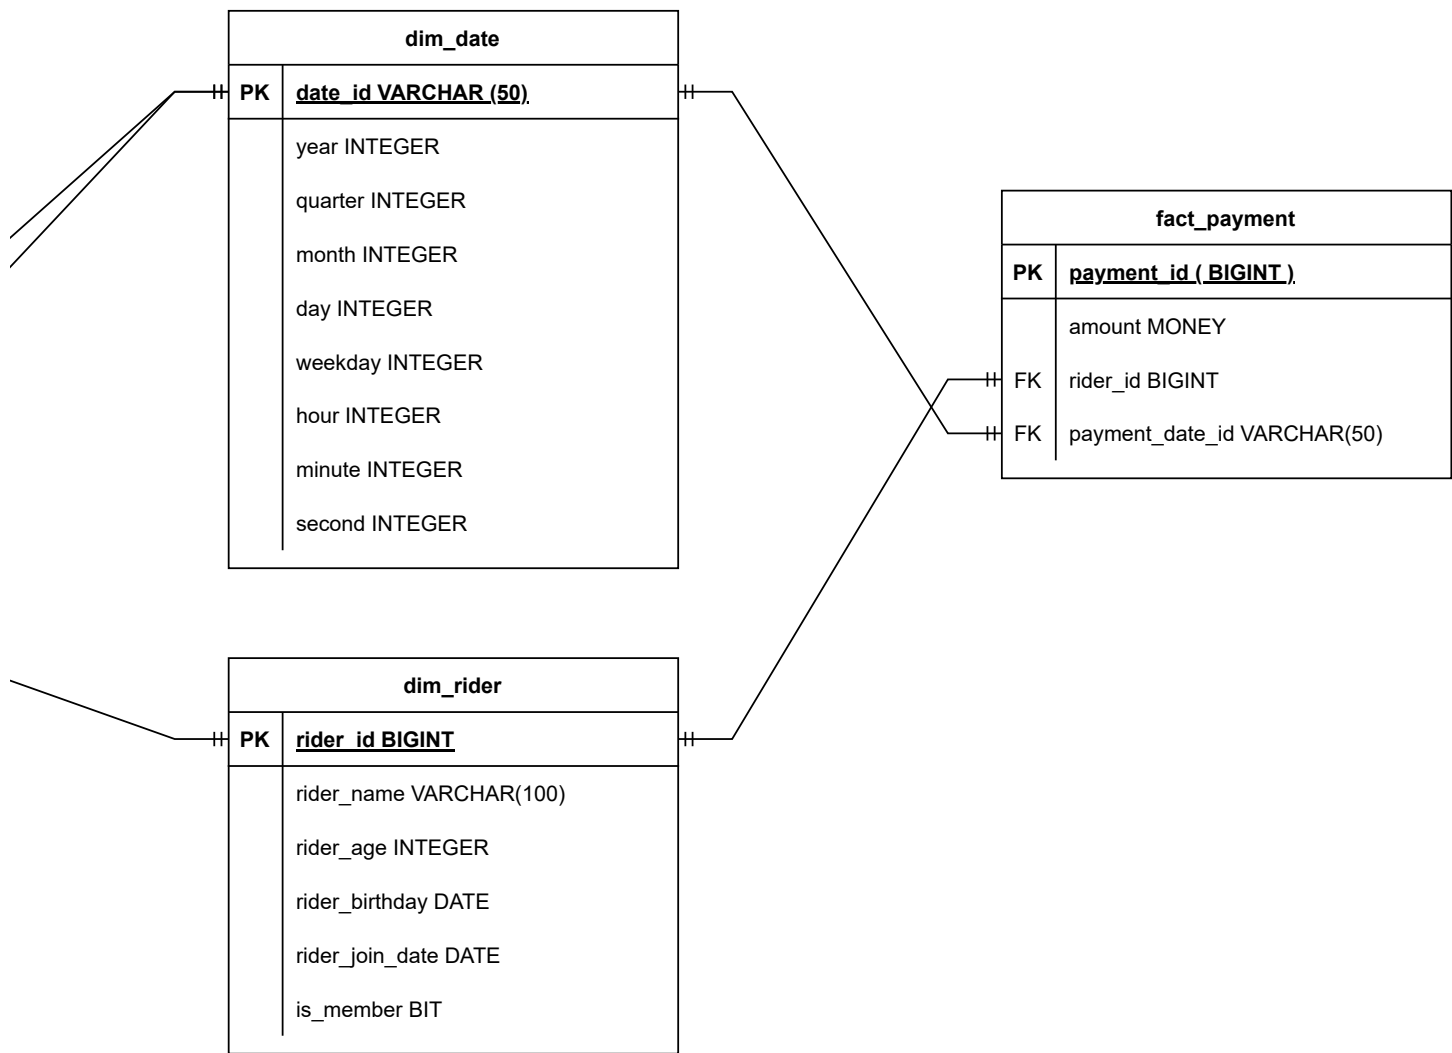 dim_date
PK date_id VARCHAR (50)
year INTEGER
quarter INTEGER
month INTEGER
day INTEGER
weekday INTEGER
hour INTEGER
minute INTEGER
second INTEGER
fact_payment
PK payment_id ( BIGINT )
amount MONEY
FK rider_id BIGINT
FK payment_date_id VARCHAR(50)
dim_rider
PK rider_id BIGINT
rider_name VARCHAR(100)
rider_age INTEGER
rider_birthday DATE
rider_join_date DATE
is_member BIT